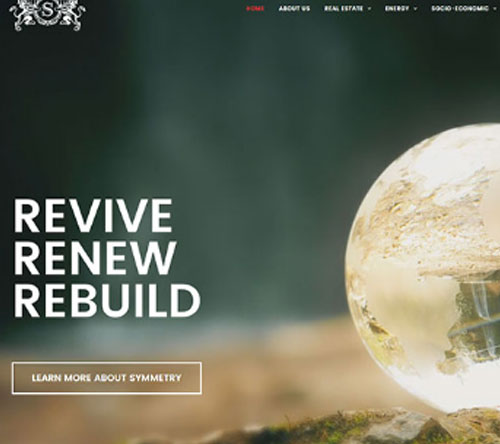 S
HOME ABOUT US REAL ESTATE ENERGY SOCIO-ECONOMIC
REVIVE
RENEW
REBUILD
LEARN MORE ABOUT SYMMETRY